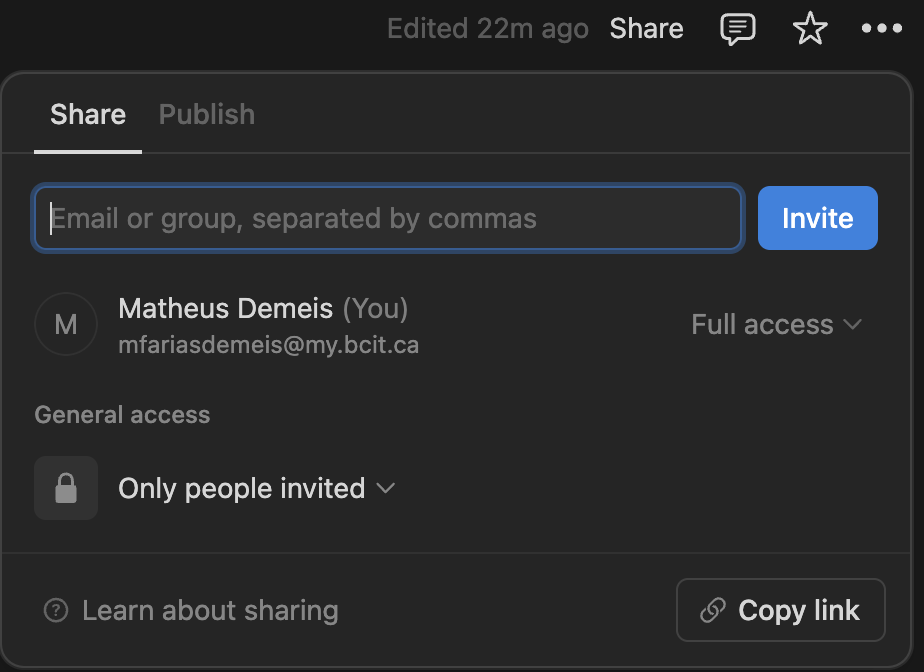 Edited 22m ago Share
Share Publish
Email or group, separated by commas Invite
M
Matheus Demeis (You)
mfariasdemeis@my.bcit.ca
Full access
General access
Only people invited
? Learn about sharing
Copy link